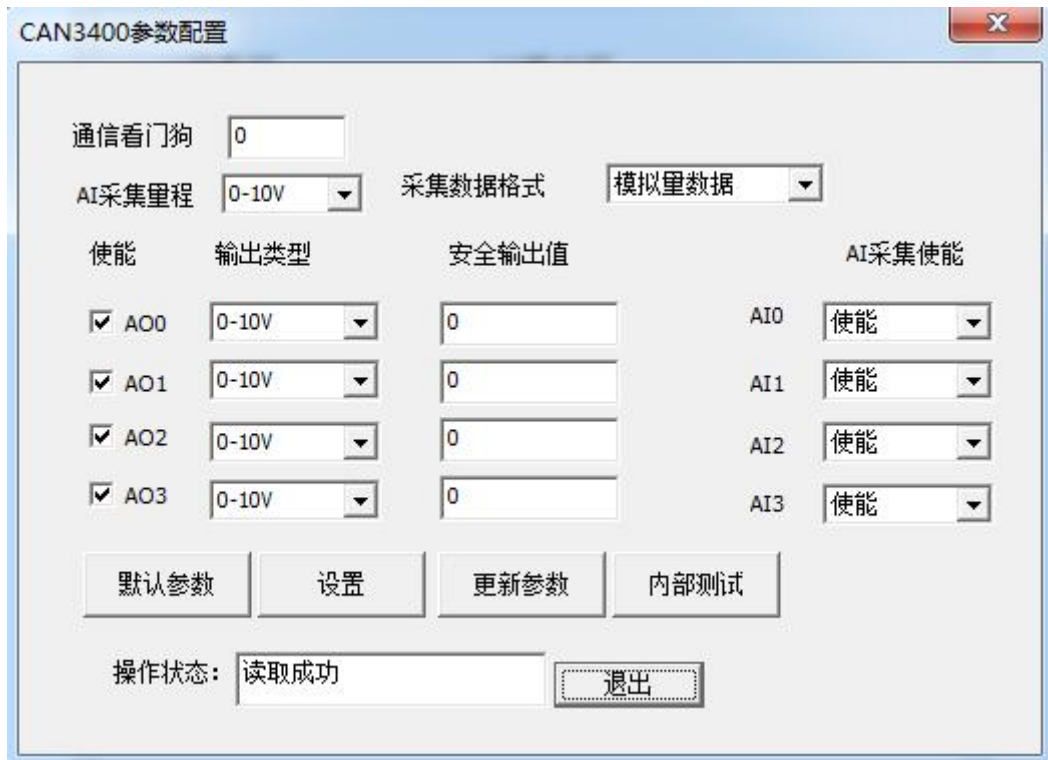 CAN3400参数配置
通信看门狗 0
AI采集量程 0-10V 采集数据格式 模拟量数据
使能 输出类型 安全输出值 AI采集使能
AO0 0-10V 0 AI0 使能
AO1 0-10V 0 AI1 使能
AO2 0-10V 0 AI2 使能
AO3 0-10V 0 AI3 使能
默认参数 设置 更新参数 内部测试
操作状态: 读取成功 退出